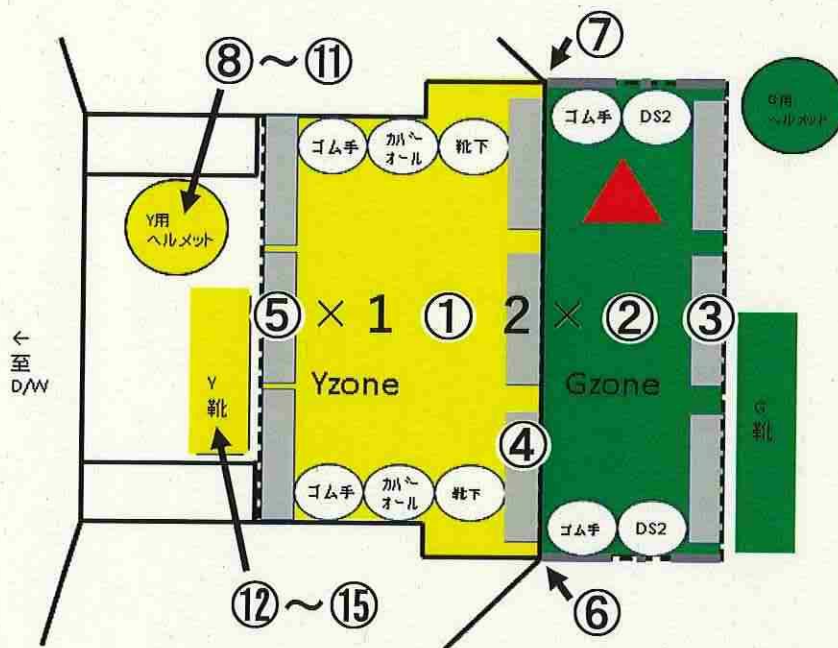 ⑧～⑪
⑦
ゴム手
カバーオール
靴下
ゴム手
DS2
G用
ヘルメット
Y用
ヘルメット
⑤ × 1 ① 2 × ② ③
←
至
D/W
Y
靴
Yzone
Gzone
G
靴
④
ゴム手
カバーオール
靴下
ゴム手
DS2
⑫～⑮
⑥